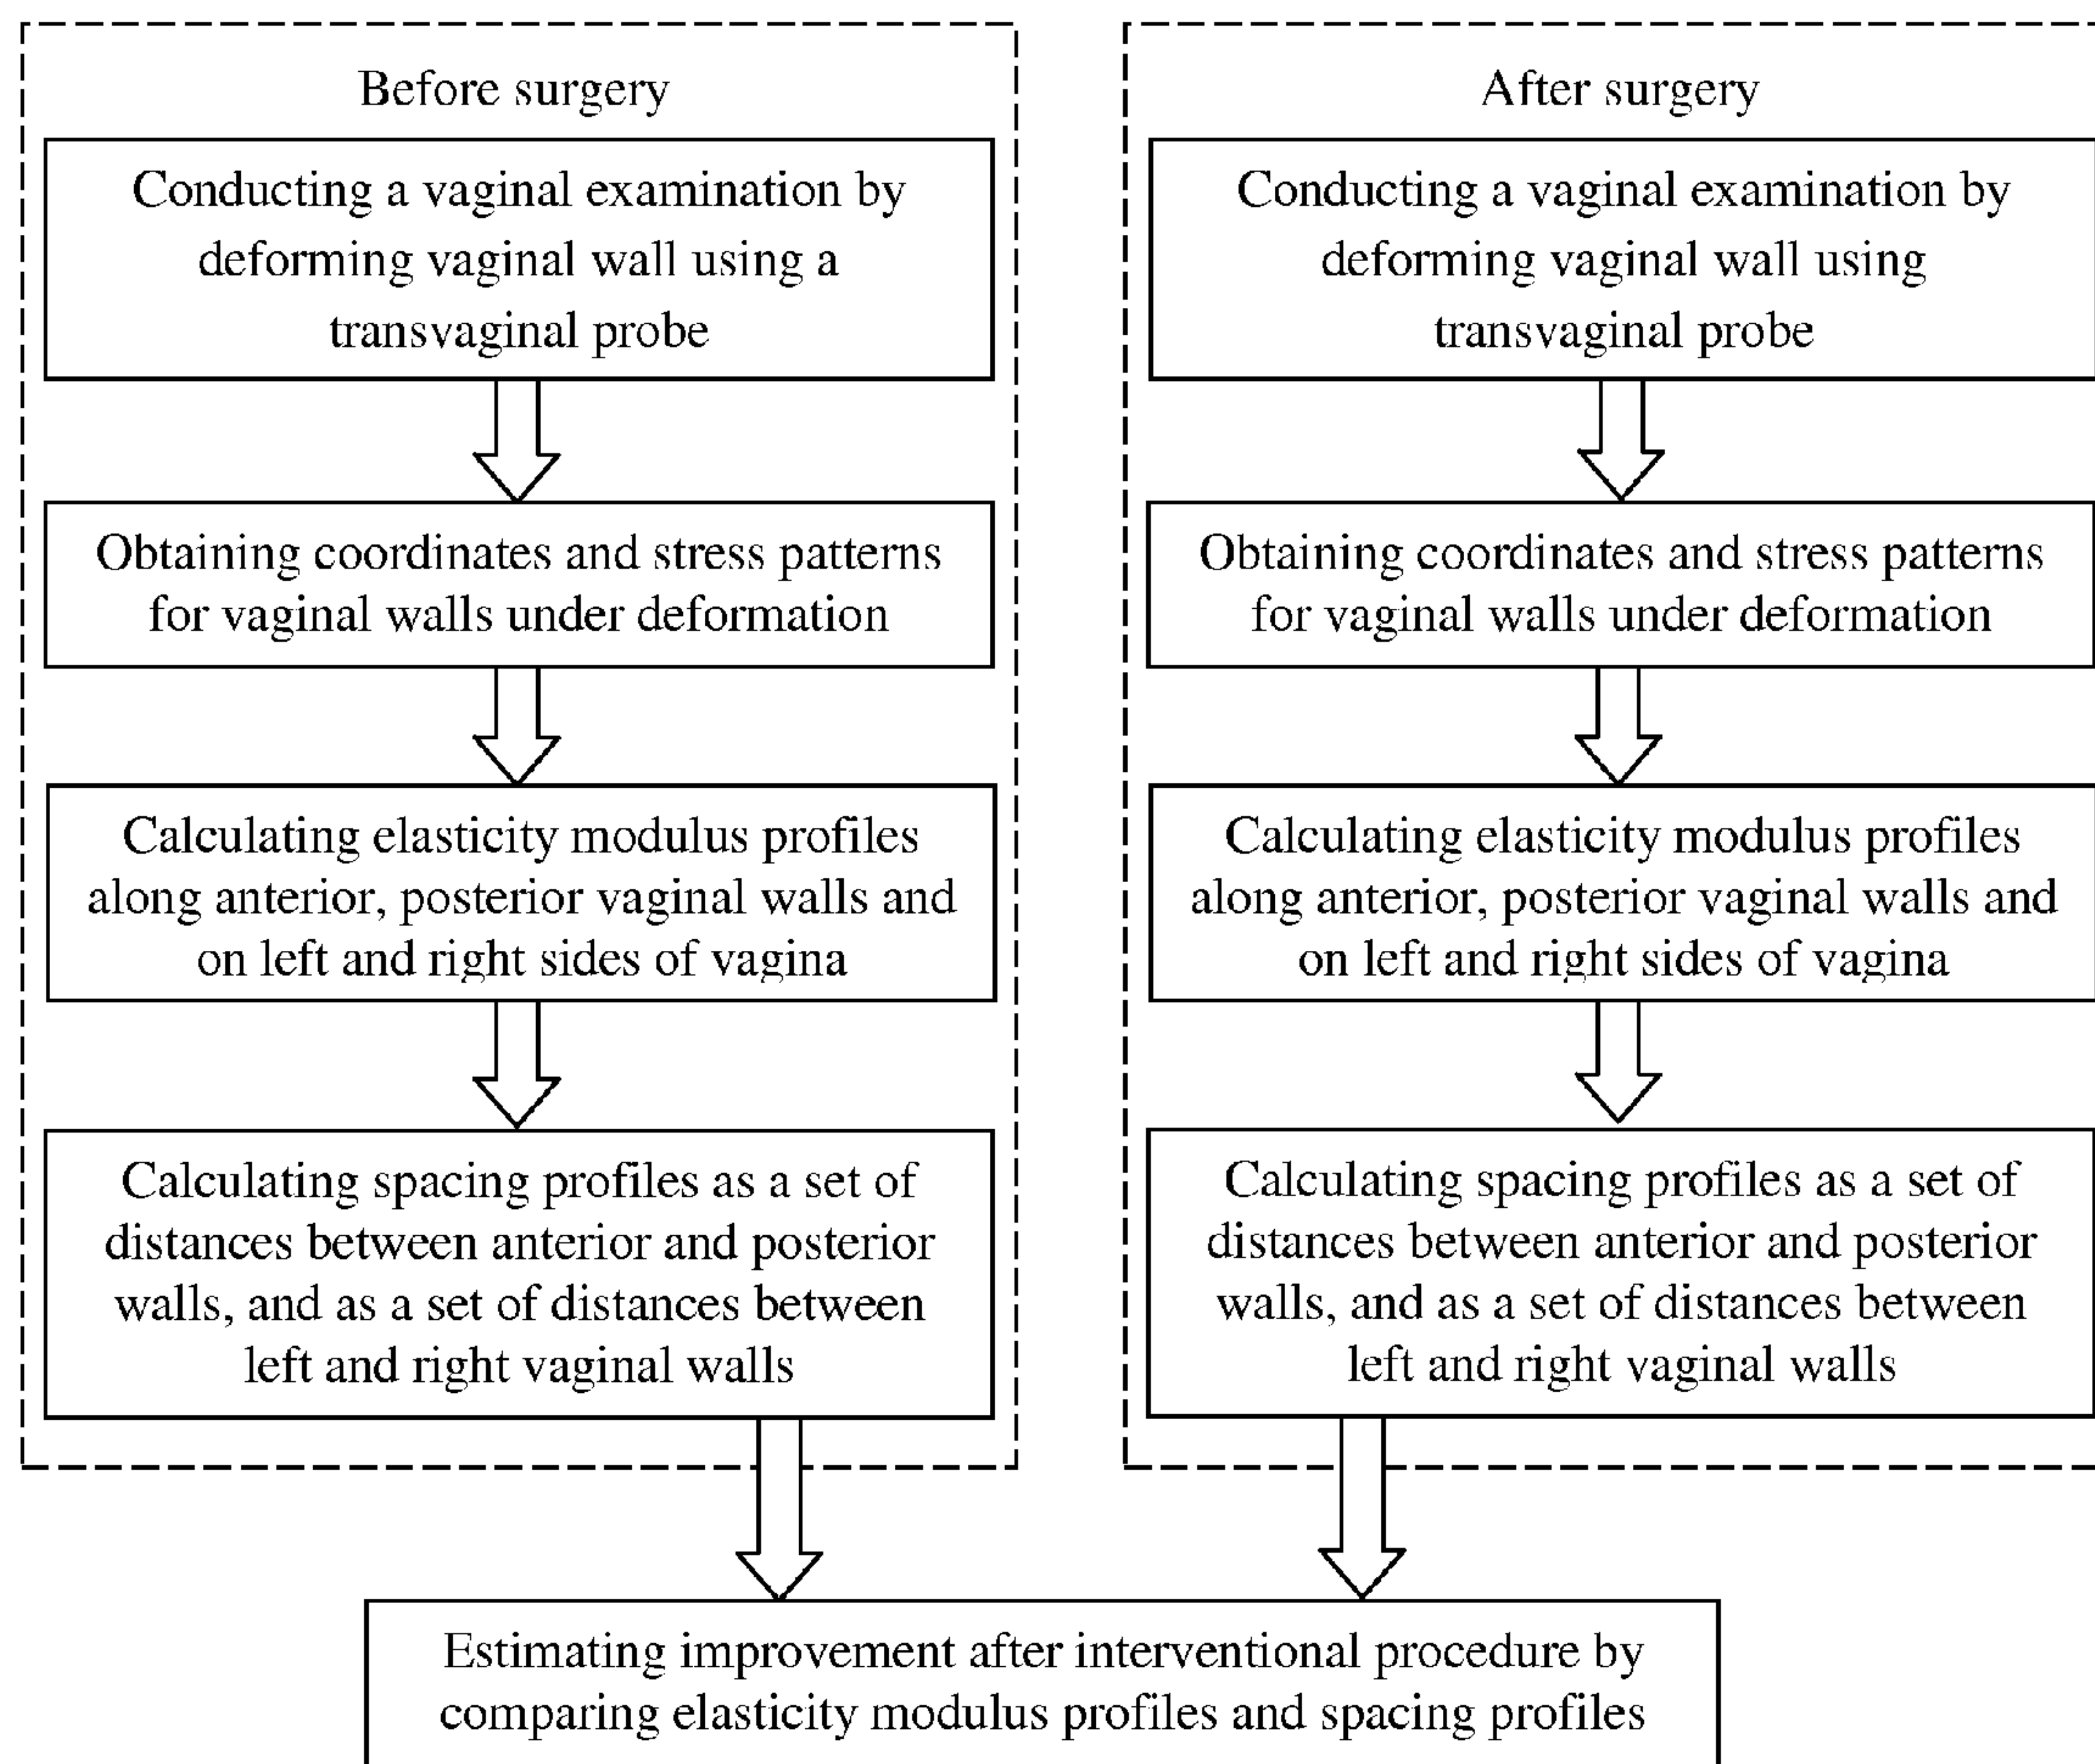 Before surgery
Conducting a vaginal examination by
deforming vaginal wall using a
transvaginal probe
Obtaining coordinates and stress patterns
for vaginal walls under deformation
Calculating elasticity modulus profiles
along anterior, posterior vaginal walls and
on left and right sides of vagina
Calculating spacing profiles as a set of
distances between anterior and posterior
walls, and as a set of distances between
left and right vaginal walls
After surgery
Conducting a vaginal examination by
deforming vaginal wall using
transvaginal probe
Obtaining coordinates and stress patterns
for vaginal walls under deformation
Calculating elasticity modulus profiles
along anterior, posterior vaginal walls and
on left and right sides of vagina
Calculating spacing profiles as a set of
distances between anterior and posterior
walls, and as a set of distances between
left and right vaginal walls
Estimating improvement after interventional procedure by
comparing elasticity modulus profiles and spacing profiles